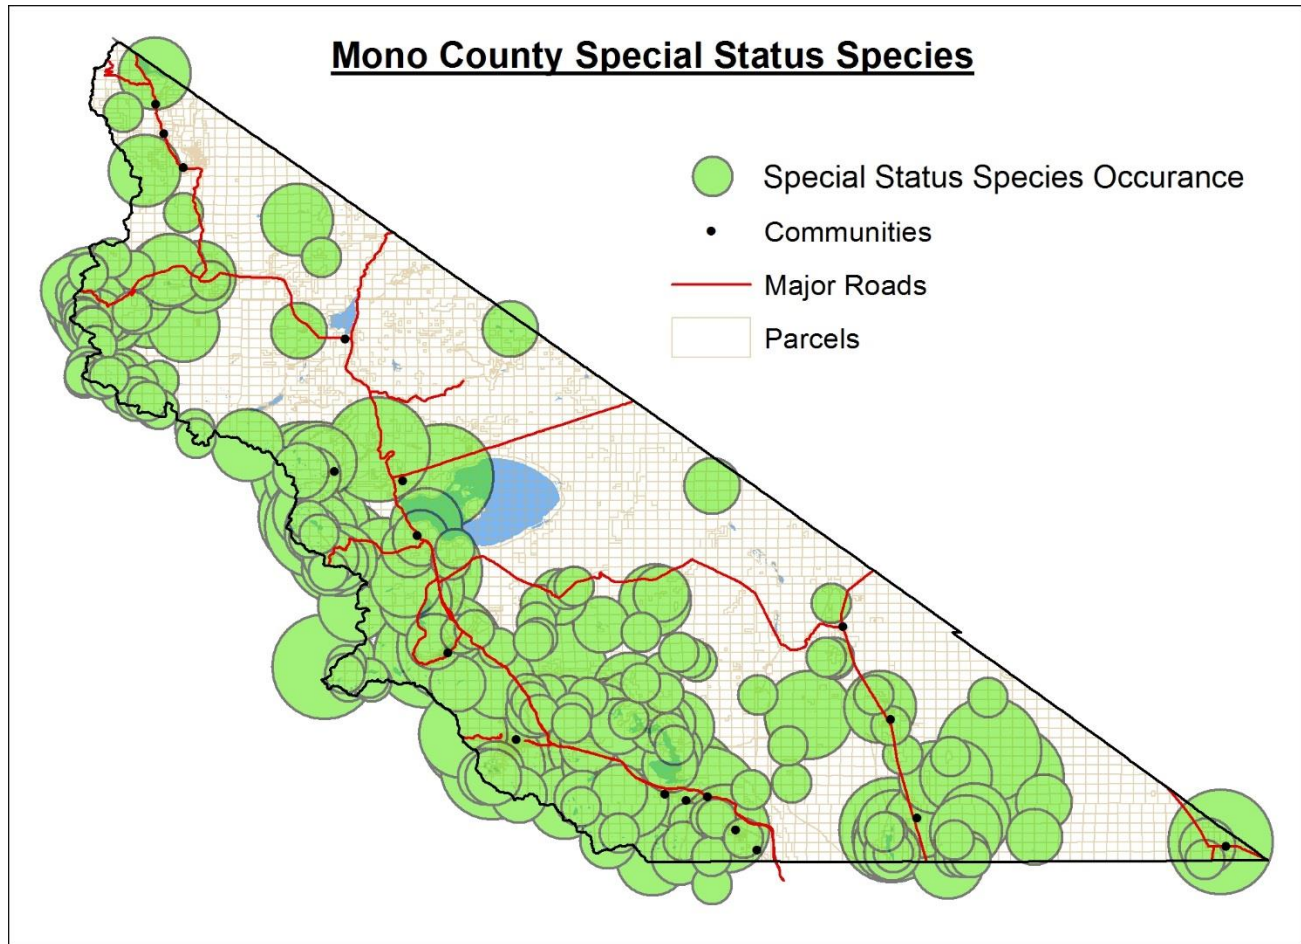 Mono County Special Status Species
Special Status Species Occurance
Communities
Major Roads
Parcels